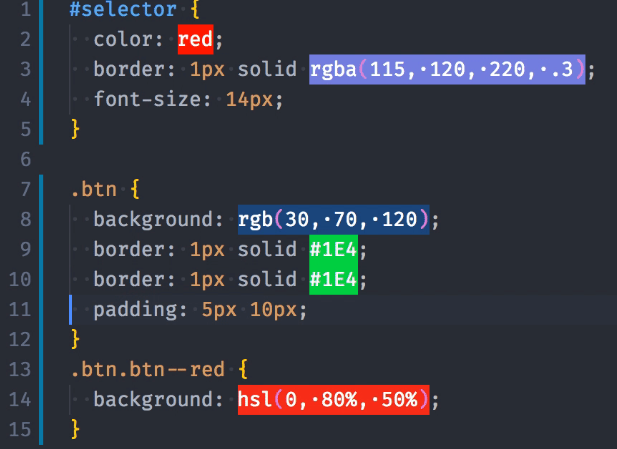 1 #selector {
2 color: red;
3 border: 1px solid rgba(115, 120, 220, .3);
4 font-size: 14px;
5 }
6
7 .btn {
8 background: rgb(30, 70, 120);
9 border: 1px solid #1E4;
10 border: 1px solid #1E4;
11 padding: 5px 10px;
12 }
13 .btn.btn--red {
14 background: hsl(0, 80%, 50%);
15 }